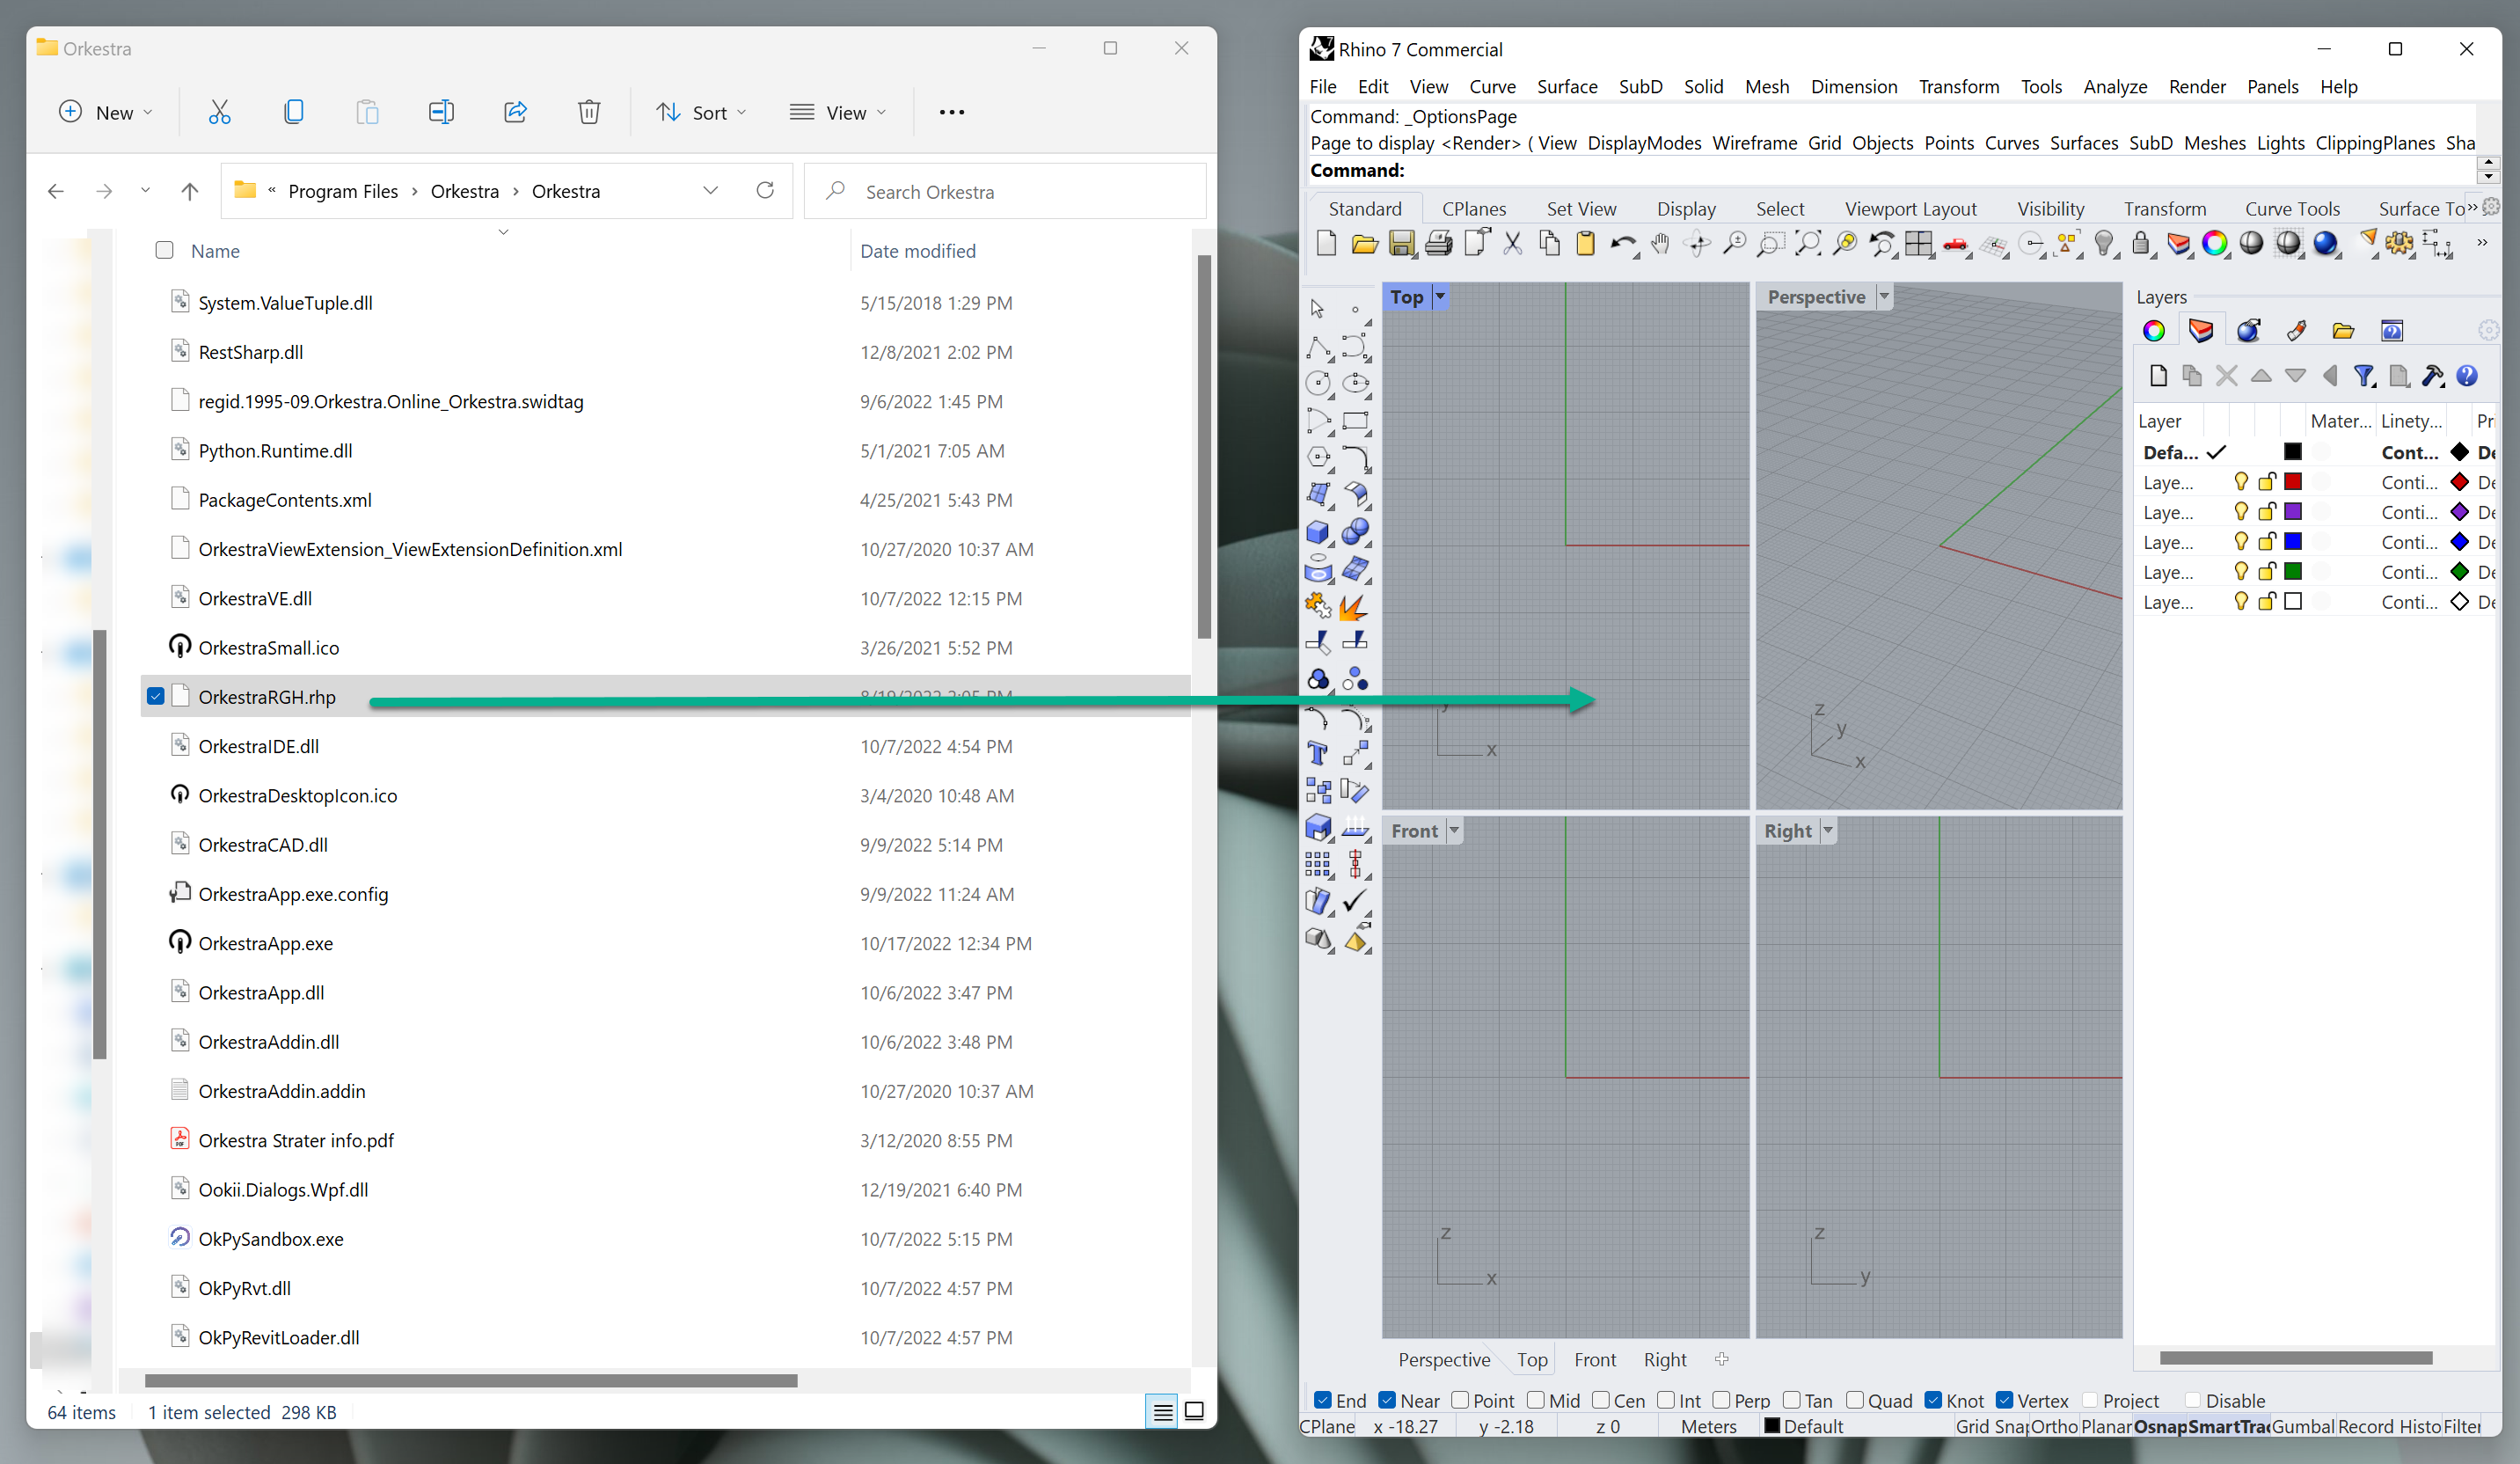 Orkestra
New
Sort
View
« Program Files › Orkestra › Orkestra
Search Orkestra
Name Date modified
System.ValueTuple.dll 5/15/2018 1:29 PM
RestSharp.dll 12/8/2021 2:02 PM
regid.1995-09.Orkestra.Online_Orkestra.swidtag 9/6/2022 1:45 PM
Python.Runtime.dll 5/1/2021 7:05 AM
PackageContents.xml 4/25/2021 5:43 PM
OrkestraViewExtension_ViewExtensionDefinition.xml 10/27/2020 10:37 AM
OrkestraVE.dll 10/7/2022 12:15 PM
OrkestraSmall.ico 3/26/2021 5:52 PM
OrkestraRGH.rhp 8/19/2022 2:05 PM
OrkestraIDE.dll 10/7/2022 4:54 PM
OrkestraDesktopIcon.ico 3/4/2020 10:48 AM
OrkestraCAD.dll 9/9/2022 5:14 PM
OrkestraApp.exe.config 9/9/2022 11:24 AM
OrkestraApp.exe 10/17/2022 12:34 PM
OrkestraApp.dll 10/6/2022 3:47 PM
OrkestraAddin.dll 10/6/2022 3:48 PM
OrkestraAddin.addin 10/27/2020 10:37 AM
Orkestra Strater info.pdf 3/12/2020 8:55 PM
Ookii.Dialogs.Wpf.dll 12/19/2021 6:40 PM
OkPySandbox.exe 10/7/2022 5:15 PM
OkPyRvt.dll 10/7/2022 4:57 PM
OkPyRevitLoader.dll 10/7/2022 4:57 PM
64 items 1 item selected 298 KB
Rhino 7 Commercial
File Edit View Curve Surface SubD Solid Mesh Dimension Transform Tools Analyze Render Panels Help
Command: _OptionsPage
Page to display <Render> ( View DisplayModes Wireframe Grid Objects Points Curves Surfaces SubD Meshes Lights ClippingPlanes Sha
Command:
Standard CPlanes Set View Display Select Viewport Layout Visibility Transform Curve Tools Surface To
Top
Perspective
y
x
z
y
x
Front
Right
z
x
z
y
Layers
Layer Mater... Linety... Pri
Defa... Cont... De
Laye... Conti... De
Laye... Conti... De
Laye... Conti... De
Laye... Conti... De
Laye... Conti... De
Perspective Top Front Right
End Near Point Mid Cen Int Perp Tan Quad Knot Vertex Project Disable
CPlane x -18.27 y -2.18 z 0 Meters Default Grid Snap Ortho Planar Osnap SmartTrac Gumbal Record Histo Filter